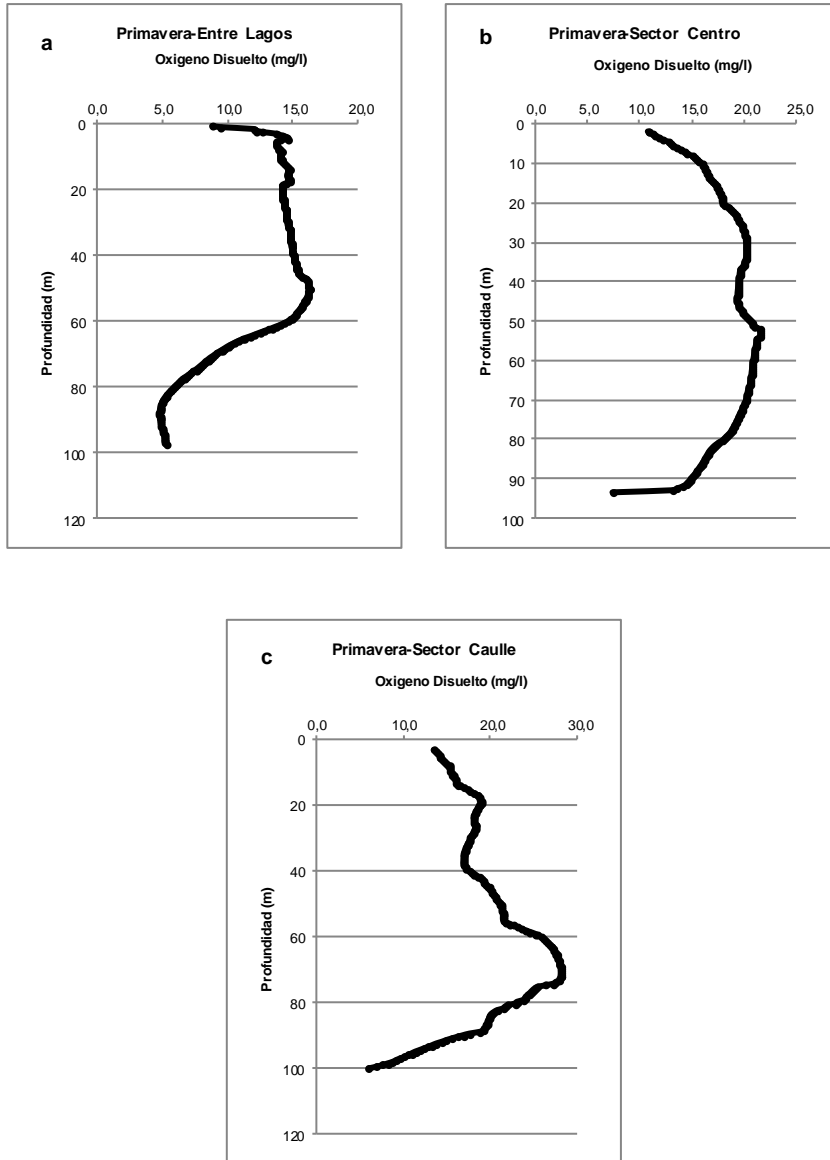 a
Primavera-Entre Lagos
Oxigeno Disuelto (mg/l)
0,0 5,0 10,0 15,0 20,0
0
20
40
60
80
100
120
Profundidad (m)
b
Primavera-Sector Centro
Oxigeno Disuelto (mg/l)
0,0 5,0 10,0 15,0 20,0 25,0
0
10
20
30
40
50
60
70
80
90
100
Profundidad (m)
c
Primavera-Sector Caulle
Oxigeno Disuelto (mg/l)
0,0 10,0 20,0 30,0
0
20
40
60
80
100
120
Profundidad (m)